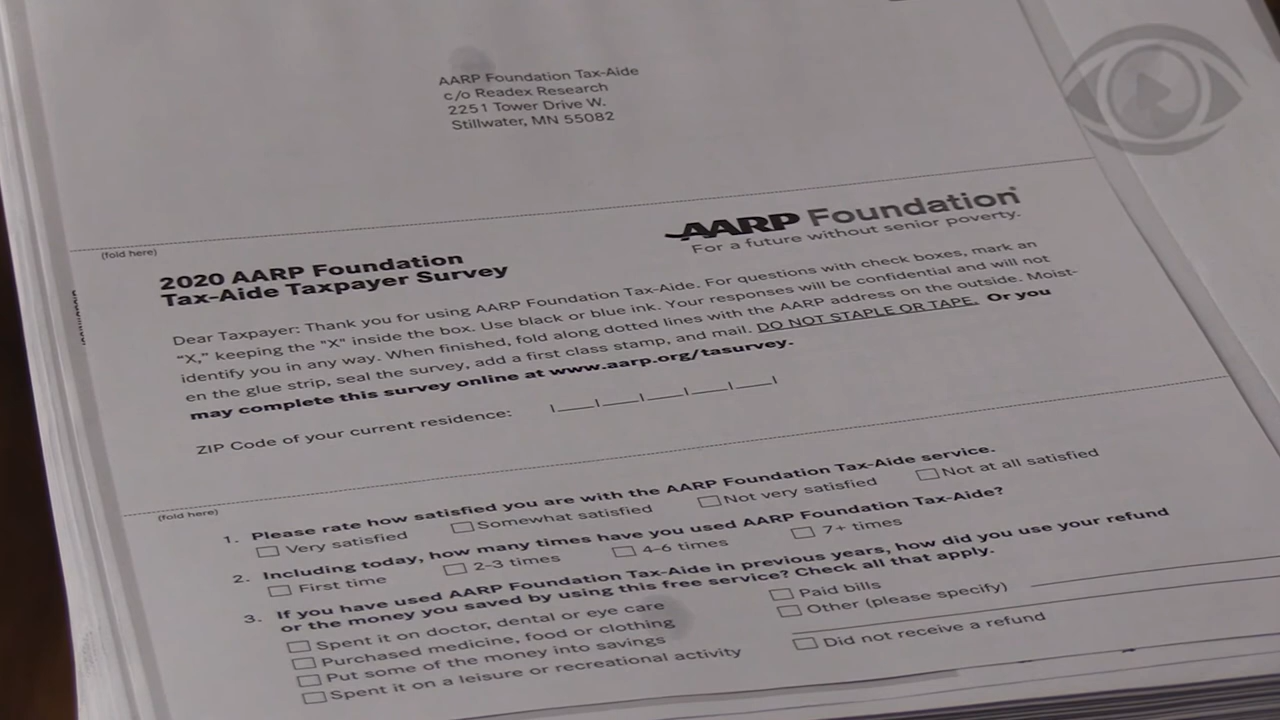 AARP Foundation Tax-Aide
c/o Readex Research
2251 Tower Drive W.
Stillwater, MN 55082
(fold here)
AARP Foundation
For a future without senior poverty.
2020 AARP Foundation
Tax-Aide Taxpayer Survey
Dear Taxpayer: Thank you for using AARP Foundation Tax-Aide. For questions with check boxes, mark an
"X," keeping the "X" inside the box. Use black or blue ink. Your responses will be confidential and will not
identify you in any way. When finished, fold along dotted lines with the AARP address on the outside. Moist-
en the glue strip, seal the survey, add a first class stamp, and mail. DO NOT STAPLE OR TAPE. Or you
may complete this survey online at www.aarp.org/tasurvey.
ZIP Code of your current residence:
(fold here)
1. Please rate how satisfied you are with the AARP Foundation Tax-Aide service.
Very satisfied Somewhat satisfied Not very satisfied Not at all satisfied
2. Including today, how many times have you used AARP Foundation Tax-Aide?
First time 2-3 times 4-6 times 7+ times
3. If you have used AARP Foundation Tax-Aide in previous years, how did you use your refund
or the money you saved by using this free service? Check all that apply.
Spent it on doctor, dental or eye care
Purchased medicine, food or clothing
Put some of the money into savings
Spent it on a leisure or recreational activity
Paid bills
Other (please specify)
Did not receive a refund